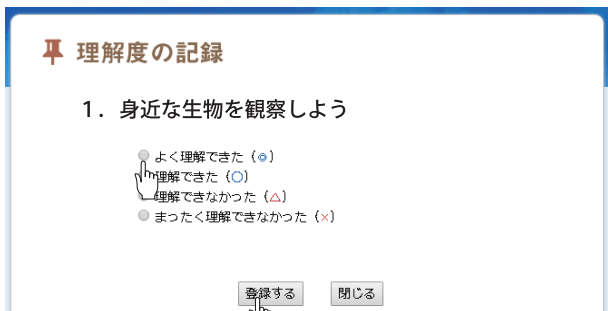 理解度の記録
1．身近な生物を観察しよう
よく理解できた（◎）
理解できた（○）
理解できなかった（△）
まったく理解できなかった（×）
登録する 閉じる